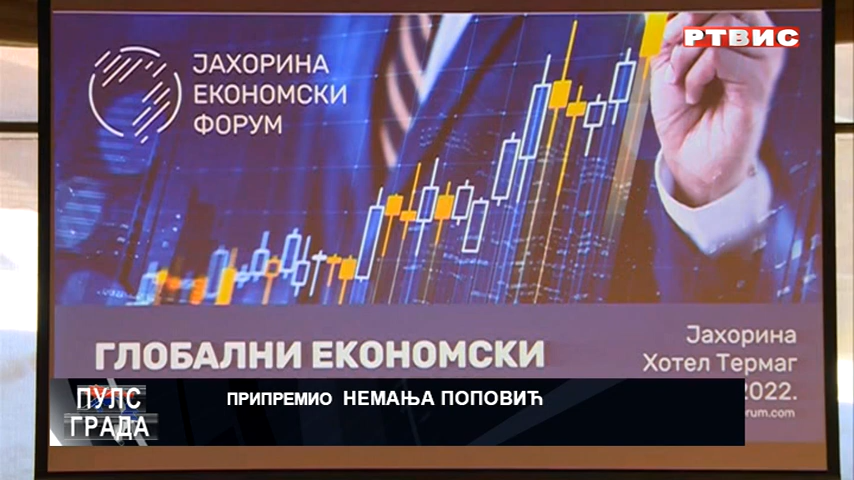 РТВИС
ЈАХОРИНА
ЕКОНОМСКИ
ФОРУМ
ГЛОБАЛНИ ЕКОНОМСКИ
Јахорина
Хотел Термаг
2022.
ПУЛС
ГРАДА
ПРИПРЕМИО НЕМАЊА ПОПОВИЋ